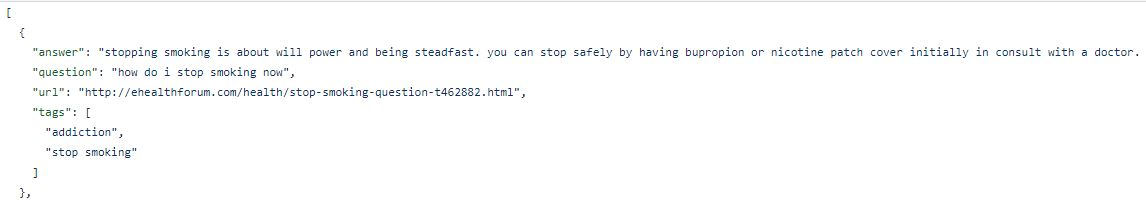 [
{
"answer": "stopping smoking is about will power and being steadfast. you can stop safely by having bupropion or nicotine patch cover initially in consult with a doctor.
"question": "how do i stop smoking now",
"url": "http://ehealthforum.com/health/stop-smoking-question-t462882.html",
"tags": [
"addiction",
"stop smoking"
]
},